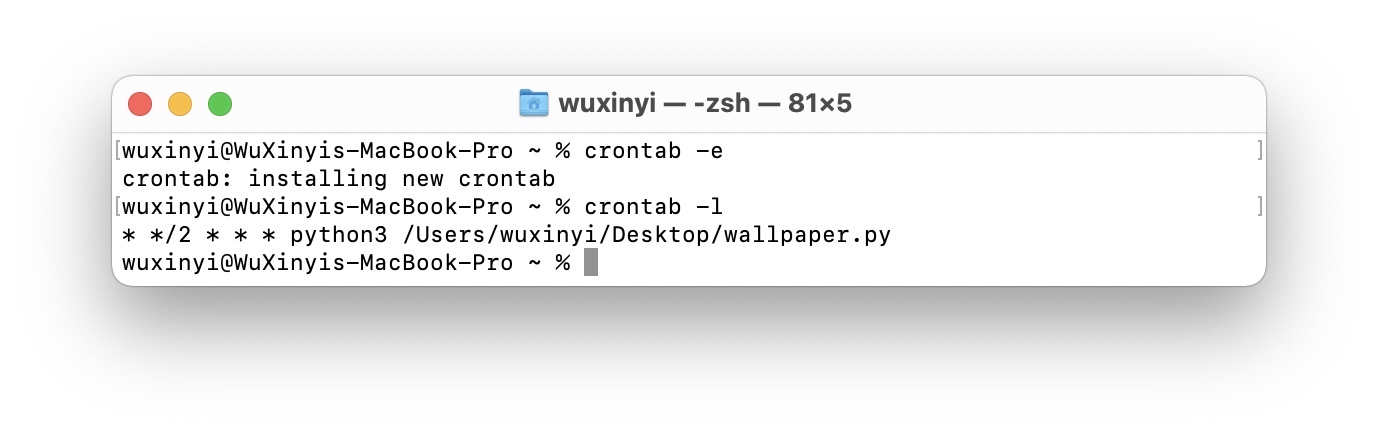 wuxinyi — -zsh — 81×5
[wuxinyi@WuXinyis-MacBook-Pro ~ % crontab -e ]
crontab: installing new crontab
[wuxinyi@WuXinyis-MacBook-Pro ~ % crontab -l ]
* */2 * * * python3 /Users/wuxinyi/Desktop/wallpaper.py
wuxinyi@WuXinyis-MacBook-Pro ~ %